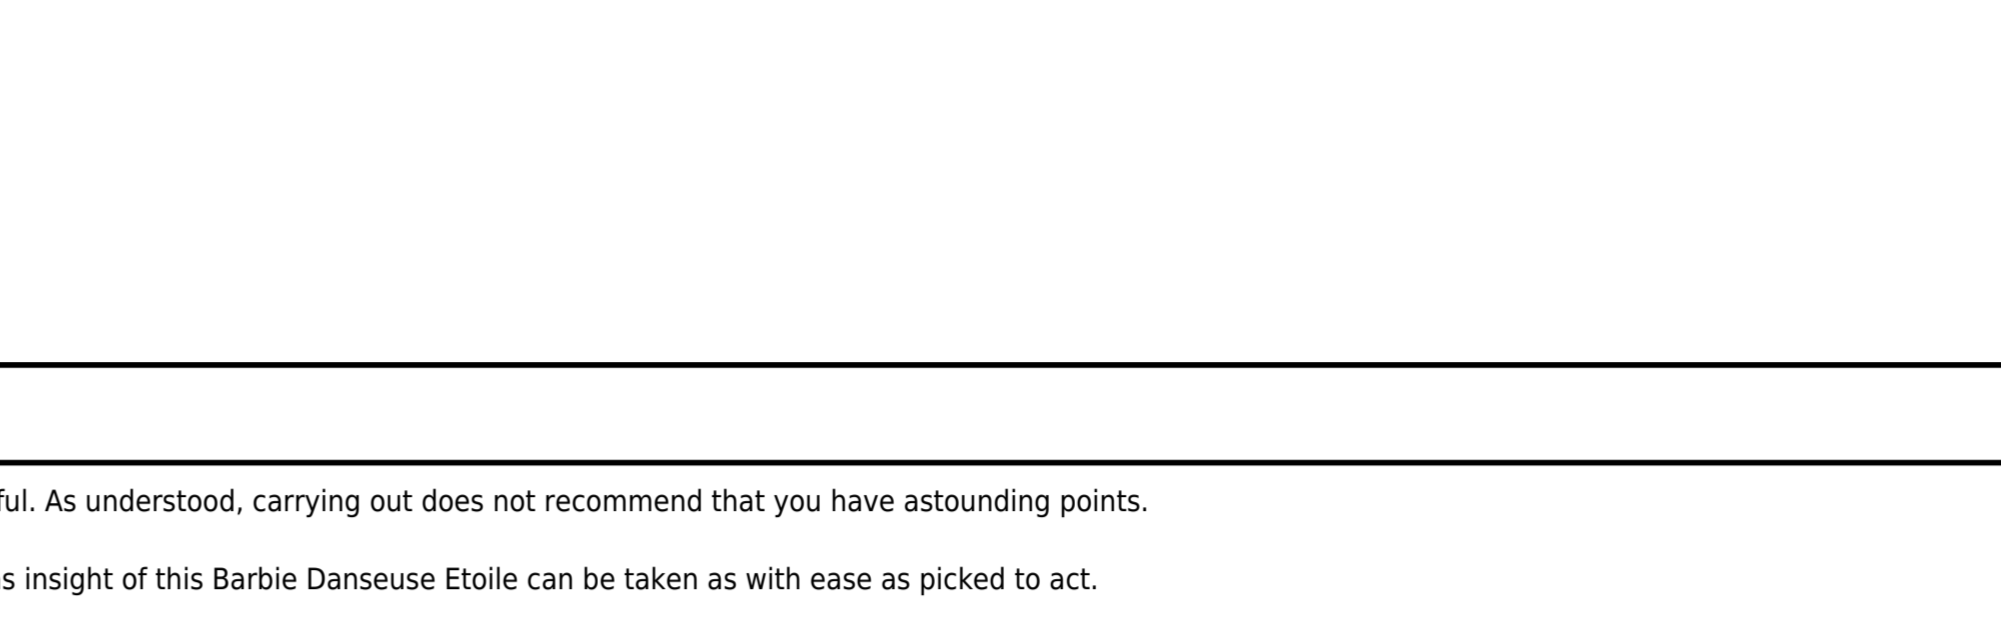 ful. As understood, carrying out does not recommend that you have astounding points.
insight of this Barbie Danseuse Etoile can be taken as with ease as picked to act.